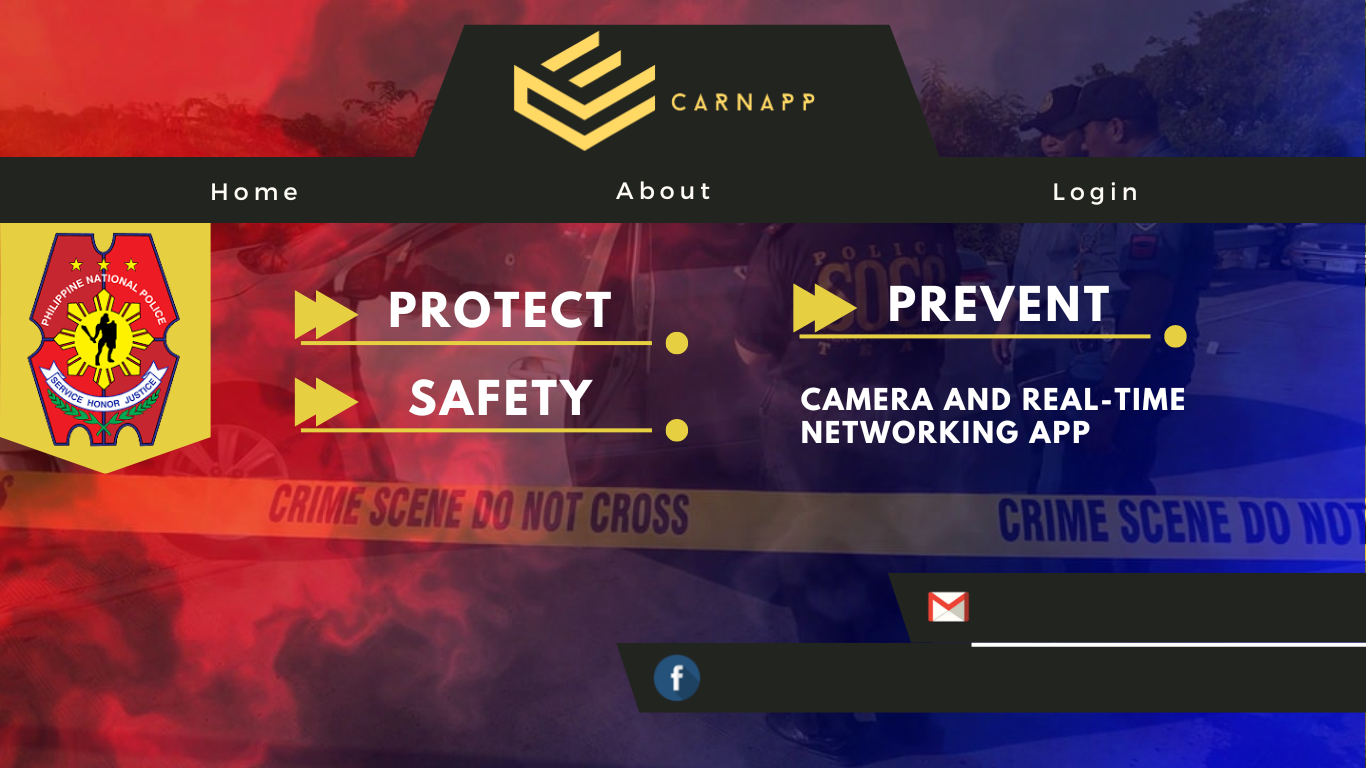 CARNAPP
Home
About
Login
PHILIPPINE NATIONAL POLICE
SERVICE HONOR JUSTICE
PROTECT
SAFETY
PREVENT
CAMERA AND REAL-TIME
NETWORKING APP
POLICE
SOCO
TEA
S
CRIME SCENE DO NOT CROSS
CRIME SCENE DO NOT
f